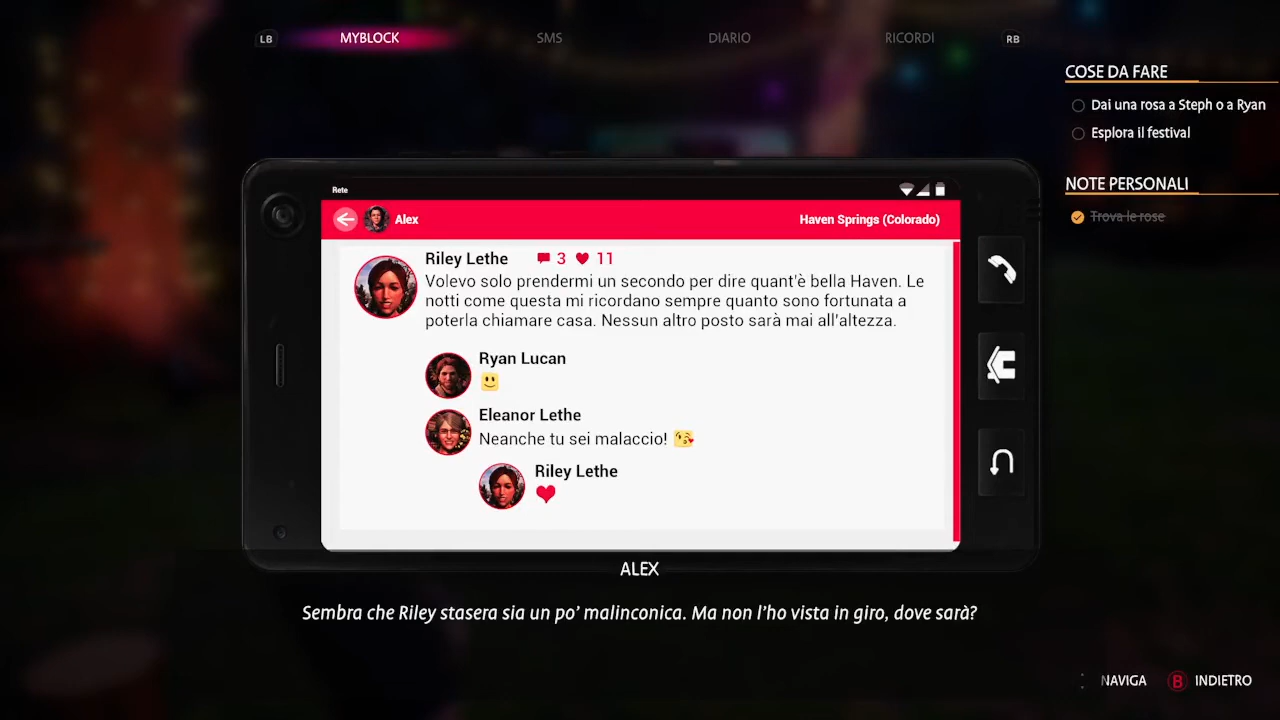 LB
MYBLOCK
SMS
DIARIO
RICORDI
RB
COSE DA FARE
Dai una rosa a Steph o a Ryan
Esplora il festival
NOTE PERSONALI
Trova le rose
Rete
Alex
Haven Springs (Colorado)
Riley Lethe 3 11
Volevo solo prendermi un secondo per dire quant'è bella Haven. Le
notti come questa mi ricordano sempre quanto sono fortunata a
poterla chiamare casa. Nessun altro posto sarà mai all'altezza.
Ryan Lucan
Eleanor Lethe
Neanche tu sei malaccio!
Riley Lethe
ALEX
Sembra che Riley stasera sia un po' malinconica. Ma non l'ho vista in giro, dove sarà?
NAVIGA
B INDIETRO